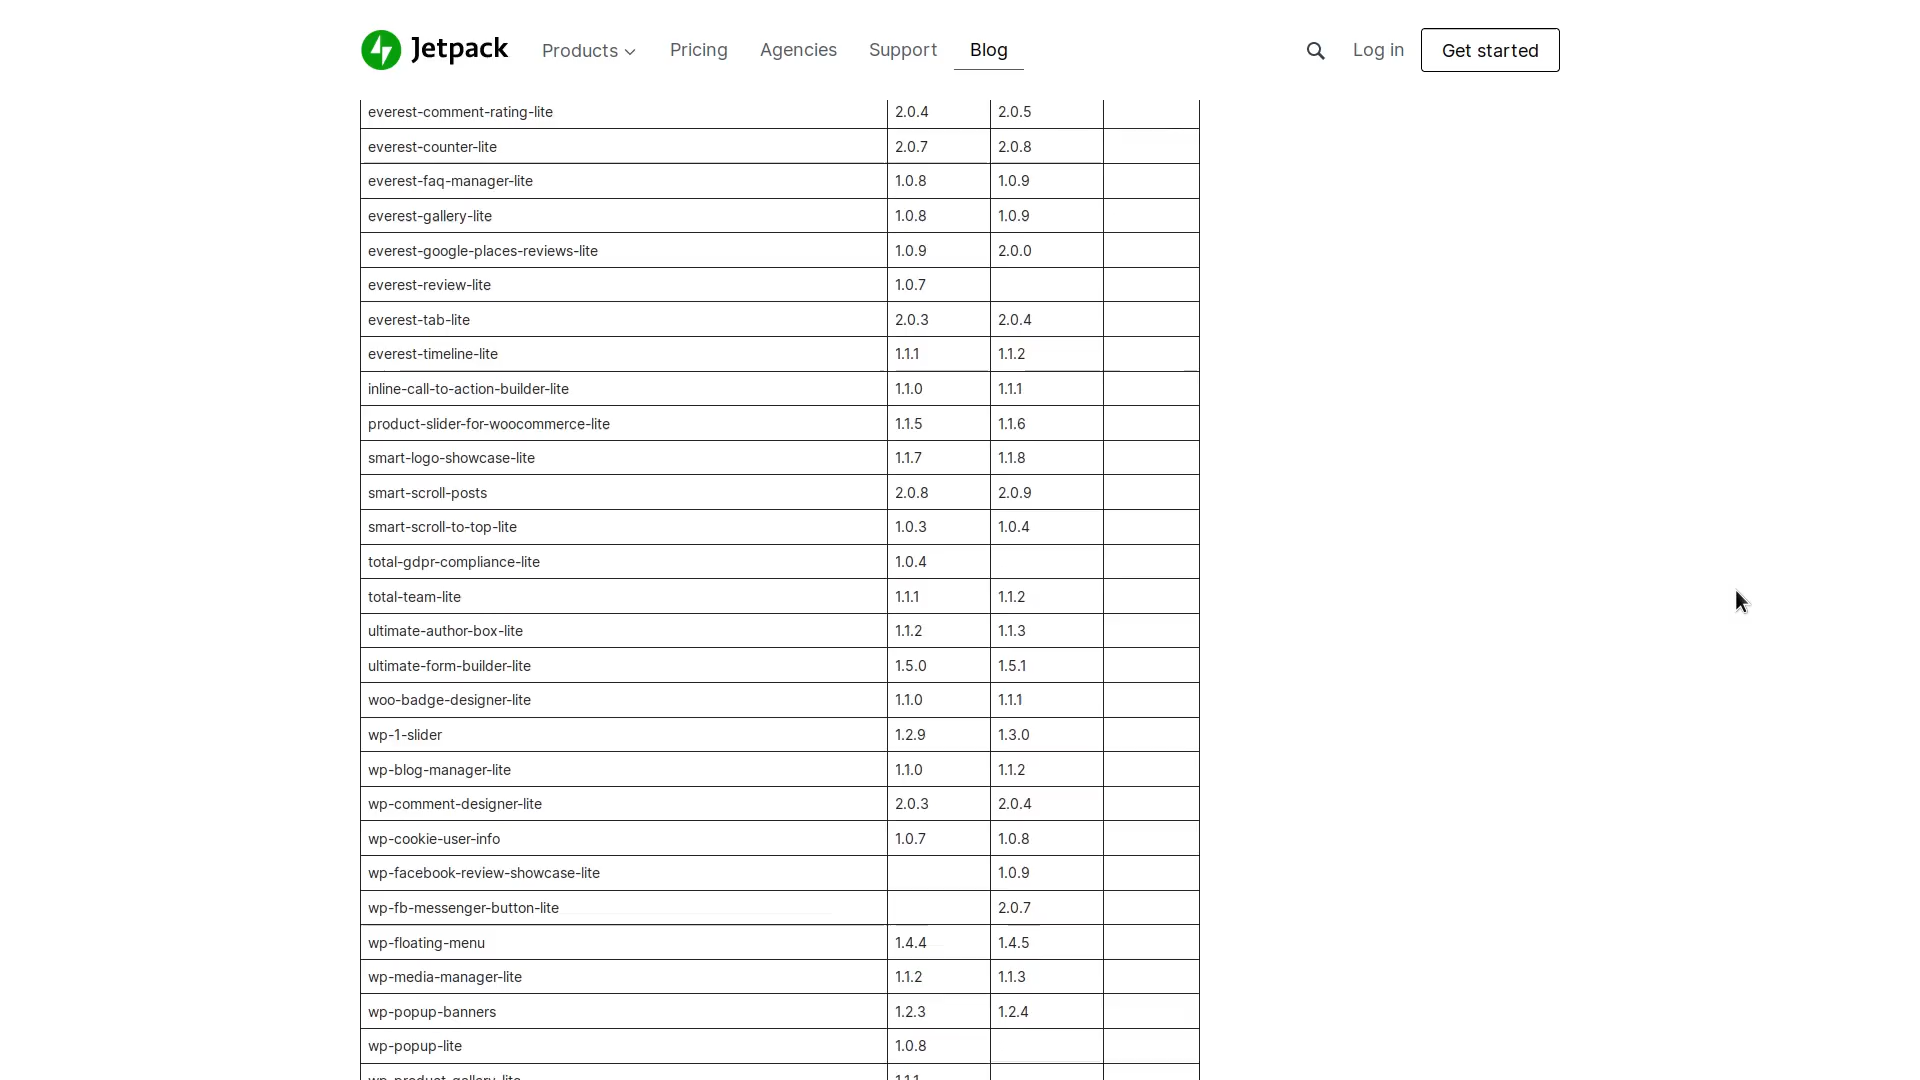 Jetpack Products Pricing Agencies Support Blog Log in Get started
everest-comment-rating-lite 2.0.4 2.0.5
everest-counter-lite 2.0.7 2.0.8
everest-faq-manager-lite 1.0.8 1.0.9
everest-gallery-lite 1.0.8 1.0.9
everest-google-places-reviews-lite 1.0.9 2.0.0
everest-review-lite 1.0.7
everest-tab-lite 2.0.3 2.0.4
everest-timeline-lite 1.1.1 1.1.2
inline-call-to-action-builder-lite 1.1.0 1.1.1
product-slider-for-woocommerce-lite 1.1.5 1.1.6
smart-logo-showcase-lite 1.1.7 1.1.8
smart-scroll-posts 2.0.8 2.0.9
smart-scroll-to-top-lite 1.0.3 1.0.4
total-gdpr-compliance-lite 1.0.4
total-team-lite 1.1.1 1.1.2
ultimate-author-box-lite 1.1.2 1.1.3
ultimate-form-builder-lite 1.5.0 1.5.1
woo-badge-designer-lite 1.1.0 1.1.1
wp-1-slider 1.2.9 1.3.0
wp-blog-manager-lite 1.1.0 1.1.2
wp-comment-designer-lite 2.0.3 2.0.4
wp-cookie-user-info 1.0.7 1.0.8
wp-facebook-review-showcase-lite 1.0.9
wp-fb-messenger-button-lite 2.0.7
wp-floating-menu 1.4.4 1.4.5
wp-media-manager-lite 1.1.2 1.1.3
wp-popup-banners 1.2.3 1.2.4
wp-popup-lite 1.0.8
wp-product-gallery-lite 1.1.1